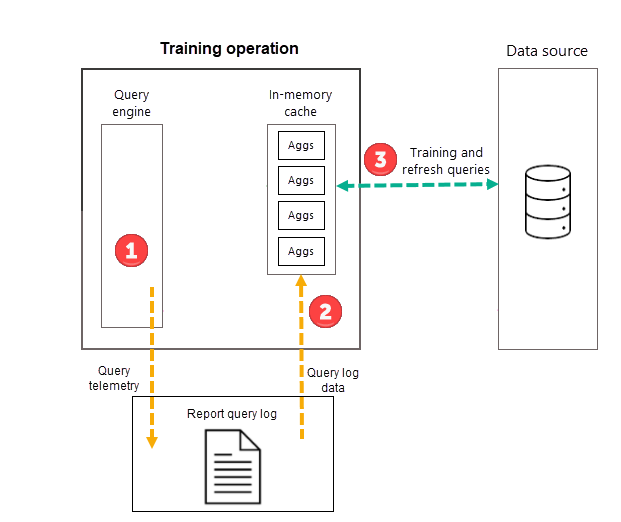 Training operation
Data source
Query
engine
In-memory
cache
Aggs
Aggs
Aggs
Aggs
1
2
3
Training and
refresh queries
Query
telemetry
Query log
data
Report query log